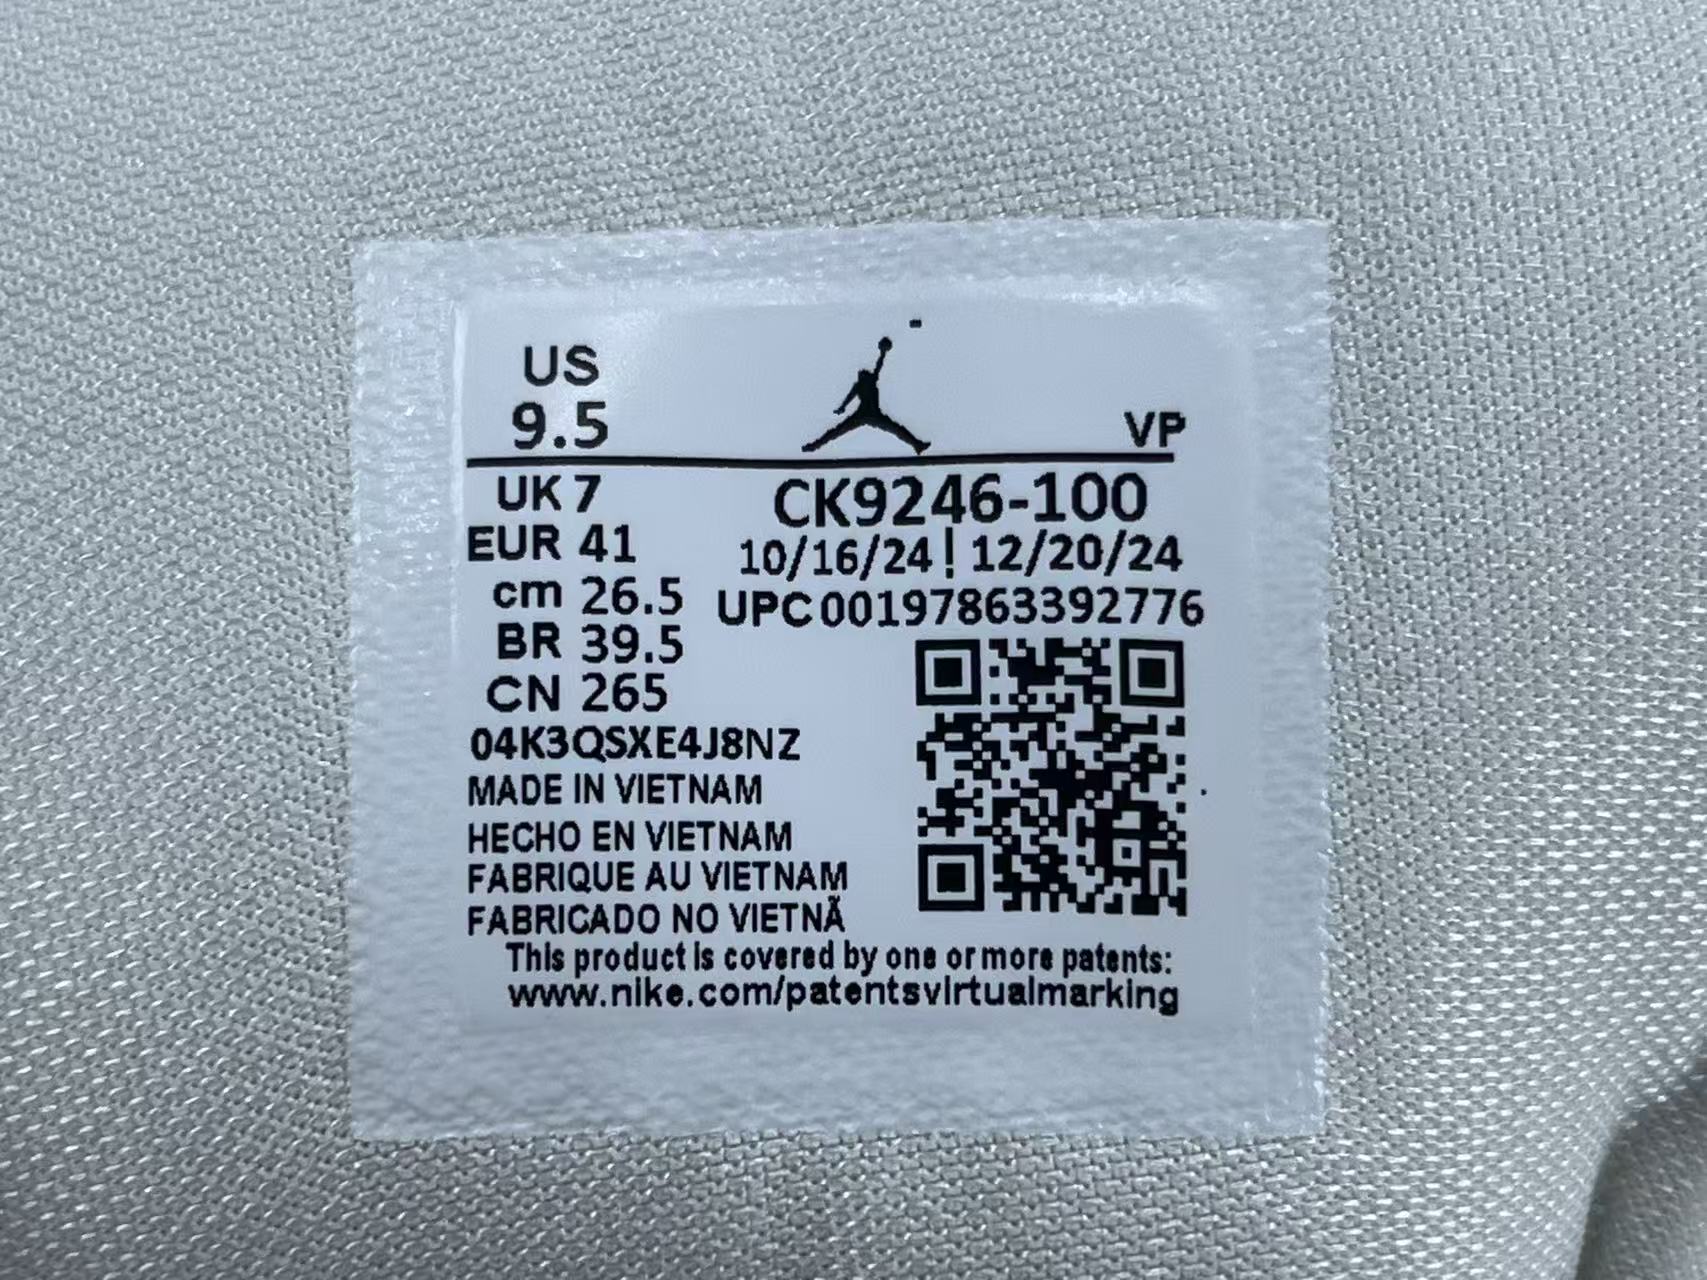 US
9.5
VP
UK 7
CK9246-100
EUR 41
10/16/24 | 12/20/24
cm 26.5
UPC 00197863392776
BR 39.5
CN 265
04K3QSXE4J8NZ
MADE IN VIETNAM
HECHO EN VIETNAM
FABRIQUE AU VIETNAM
FABRICADO NO VIETNÃ
This product is covered by one or more patents:
www.nike.com/patentsvirtualmarking